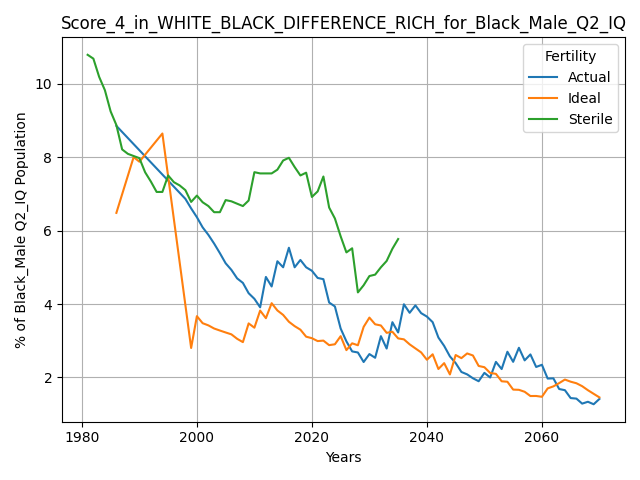 Score_4_in_WHITE_BLACK_DIFFERENCE_RICH_for_Black_Male_Q2_IQ
% of Black_Male Q2_IQ Population
10
8
6
4
2
Fertility
Actual
Ideal
Sterile
1980
2000
2020
2040
2060
Years